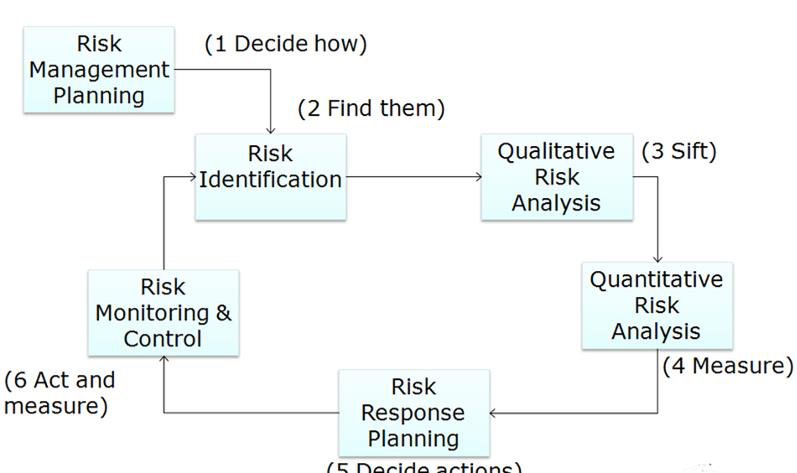 Risk
Management
Planning
(1 Decide how)
(2 Find them)
Risk
Identification
Qualitative
Risk
Analysis
(3 Sift)
Quantitative
Risk
Analysis
(4 Measure)
Risk
Response
Planning
(5 Decide actions)
Risk
Monitoring &
Control
(6 Act and
measure)